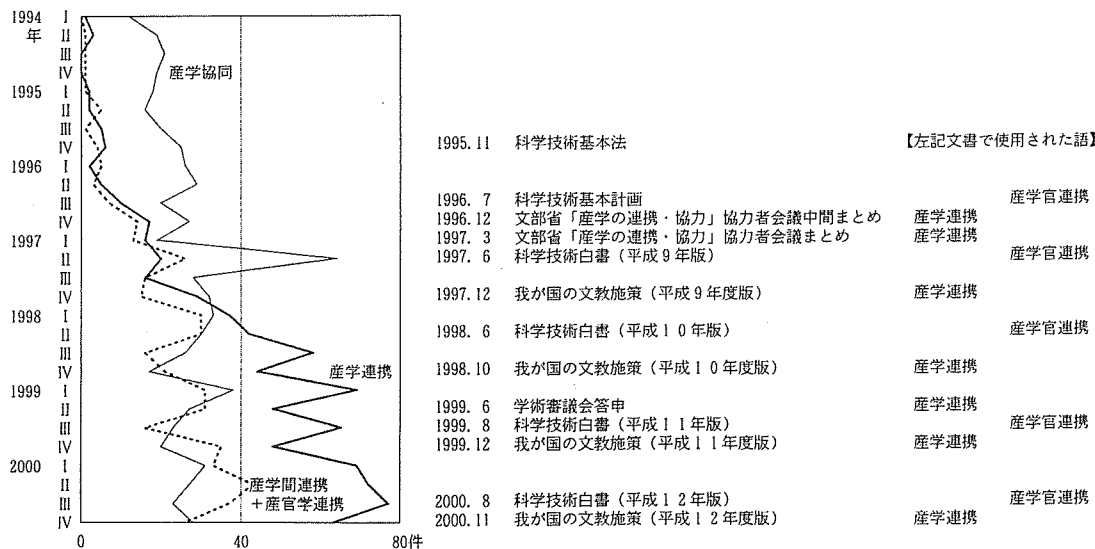 1994 I
年 II
III
IV
1995 I
II
III
IV
1996 I
II
III
IV
1997 I
II
III
IV
1998 I
II
III
IV
1999 I
II
III
IV
2000 I
II
III
IV
0 40 80件
産学協同
産学連携
産学間連携
+産官学連携
【左記文書で使用された語】
1995.11 科学技術基本法
1996. 7 科学技術基本計画 産学官連携
1996.12 文部省「産学の連携・協力」協力者会議中間まとめ 産学連携
1997. 3 文部省「産学の連携・協力」協力者会議まとめ 産学連携
1997. 6 科学技術白書(平成9年版) 産学官連携
1997.12 我が国の文教施策(平成9年度版) 産学連携
1998. 6 科学技術白書(平成10年版) 産学官連携
1998.10 我が国の文教施策(平成10年度版) 産学連携
1999. 6 学術審議会答申 産学連携
1999. 8 科学技術白書(平成11年版) 産学官連携
1999.12 我が国の文教施策(平成11年度版) 産学連携
2000. 8 科学技術白書(平成12年版) 産学官連携
2000.11 我が国の文教施策(平成12年度版) 産学連携